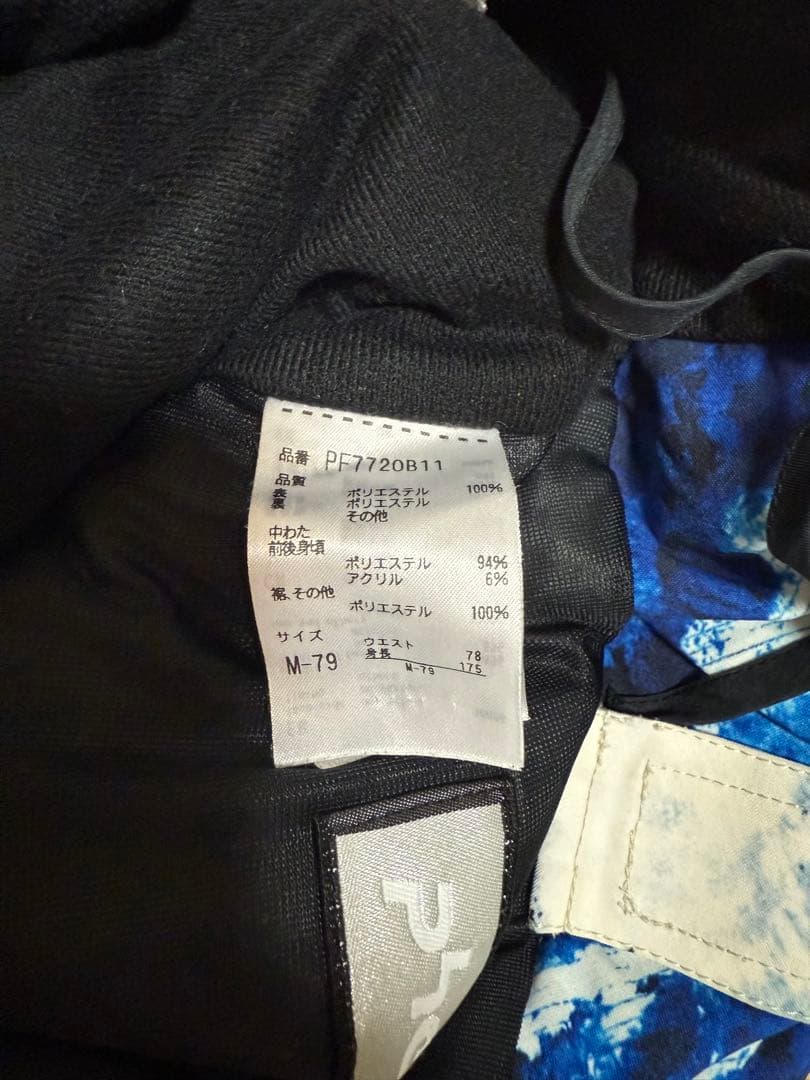 品番 PF7720B11
品質
表 ポリエステル 100%
裏 ポリエステル
その他
中わた
前後身頃
ポリエステル 94%
アクリル 6%
裾、その他
ポリエステル 100%
サイズ
M-79
ウエスト 78
身長 175
M-79
Phe